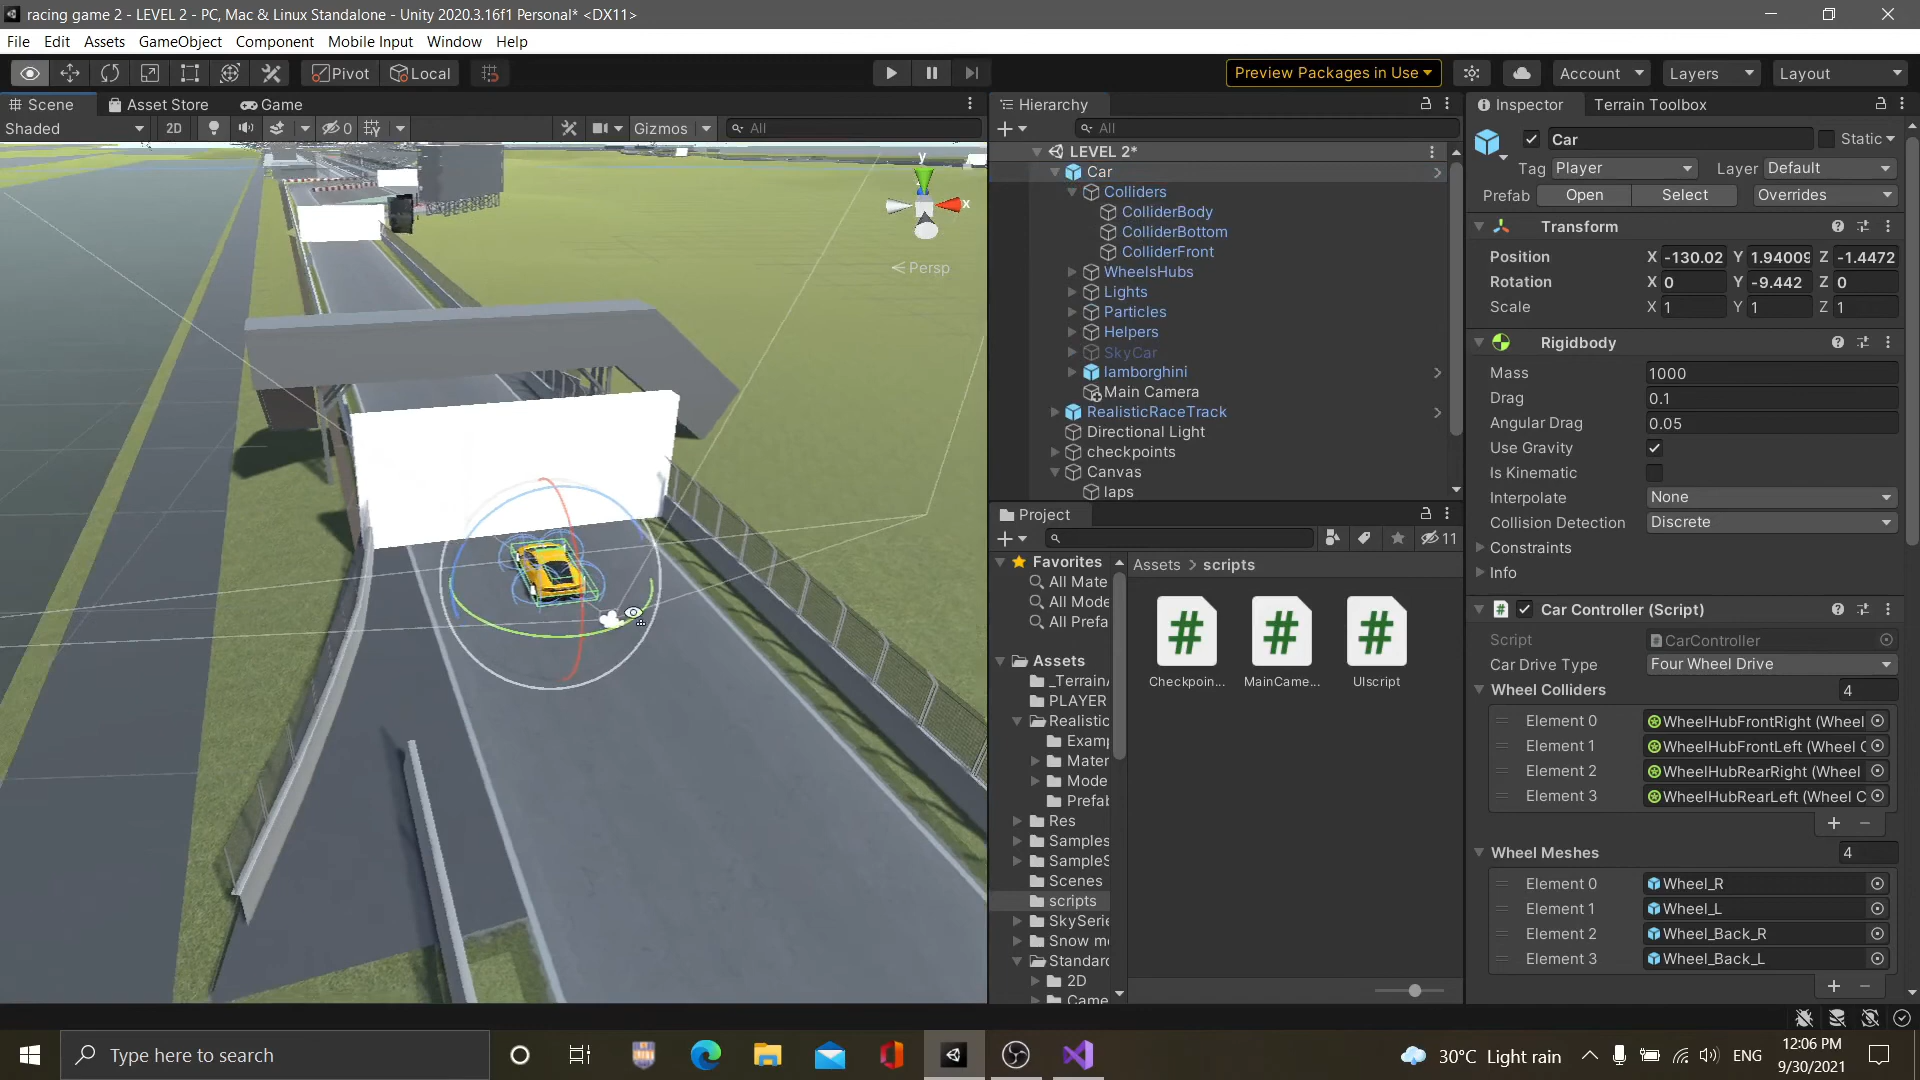 racing game 2 - LEVEL 2 - PC, Mac & Linux Standalone - Unity 2020.3.16f1 Personal* <DX11>
File Edit Assets GameObject Component Mobile Input Window Help
Pivot Local Preview Packages in Use Account Layers Layout
Scene Asset Store Game
Shaded 2D 0 Gizmos All
y
x
Persp
Hierarchy
All
LEVEL 2*
Car
Colliders
ColliderBody
ColliderBottom
ColliderFront
WheelsHubs
Lights
Particles
Helpers
SkyCar
lamborghini
Main Camera
RealisticRaceTrack
Directional Light
checkpoints
Canvas
laps
Project
11
Favorites
All Mate
All Mode
All Prefa
Assets
_TerrainA
PLAYER
Realistic
Examp
Mater
Mode
Prefab
Res
Samples
SampleS
Scenes
scripts
SkySerie
Snow mo
Standard
2D
Came
Assets > scripts
Checkpoin... MainCame... UIscript
Inspector Terrain Toolbox
Car Static
Tag Player Layer Default
Prefab Open Select Overrides
Transform
Position X -130.02 Y 1.94009 Z -1.4472
Rotation X 0 Y -9.442 Z 0
Scale X 1 Y 1 Z 1
Rigidbody
Mass 1000
Drag 0.1
Angular Drag 0.05
Use Gravity
Is Kinematic
Interpolate None
Collision Detection Discrete
Constraints
Info
# Car Controller (Script)
Script CarController
Car Drive Type Four Wheel Drive
Wheel Colliders 4
Element 0 WheelHubFrontRight (Wheel
Element 1 WheelHubFrontLeft (Wheel C
Element 2 WheelHubRearRight (Wheel
Element 3 WheelHubRearLeft (Wheel C
Wheel Meshes 4
Element 0 Wheel_R
Element 1 Wheel_L
Element 2 Wheel_Back_R
Element 3 Wheel_Back_L
Type here to search
30°C Light rain
ENG
12:06 PM
9/30/2021